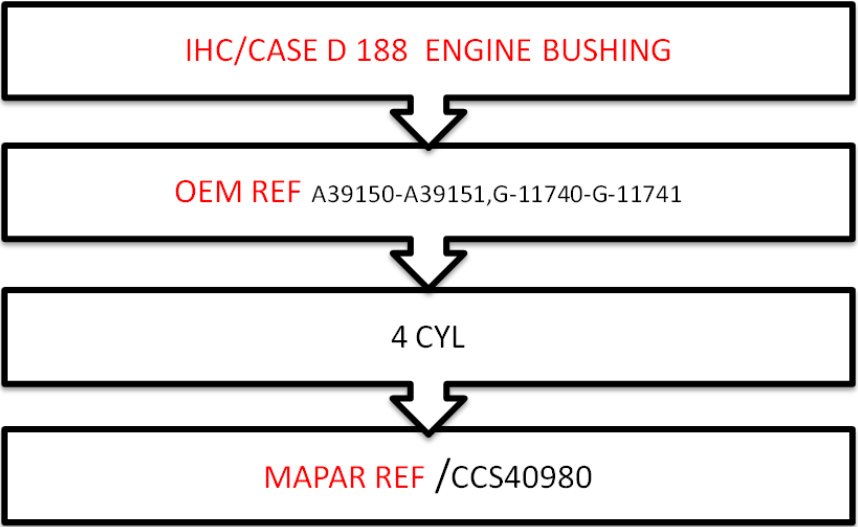 IHC/CASE D 188 ENGINE BUSHING
OEM REF A39150-A39151,G-11740-G-11741
4 CYL
MAPAR REF /CCS40980